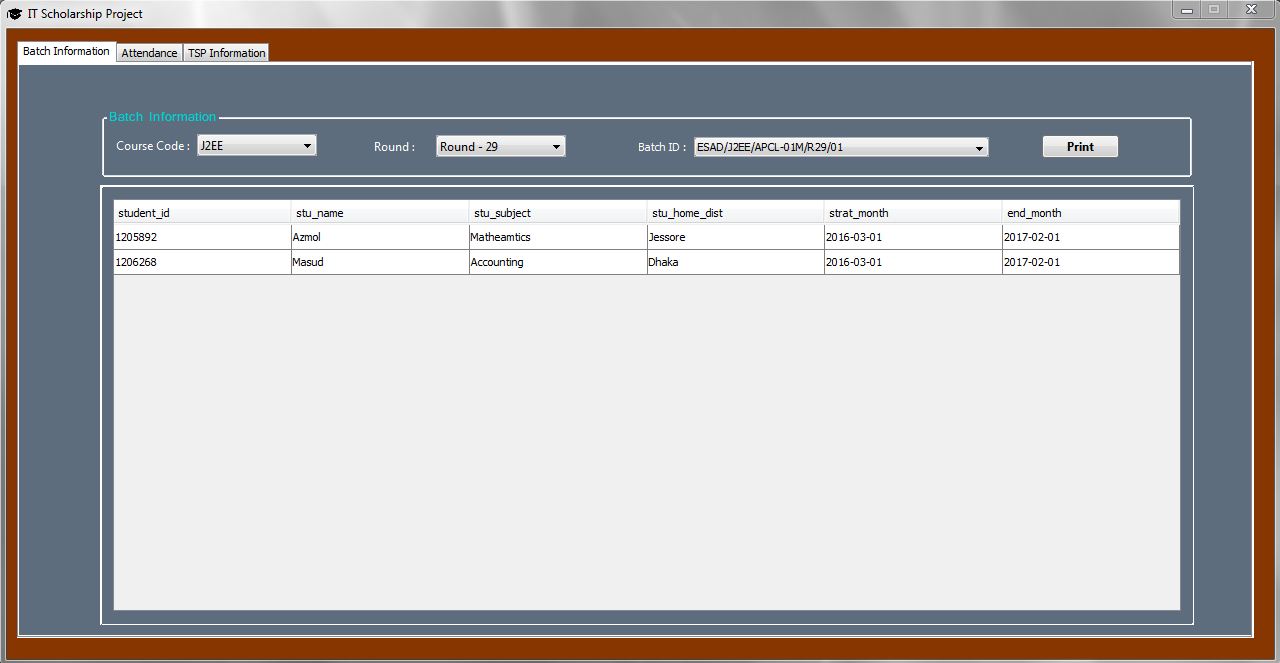 IT Scholarship Project
Batch Information Attendance TSP Information
Batch Information
Course Code : J2EE Round : Round - 29 Batch ID : ESAD/J2EE/APCL-01M/R29/01 Print
student_id stu_name stu_subject stu_home_dist strat_month end_month
1205892 Azmol Matheamtics Jessore 2016-03-01 2017-02-01
1206268 Masud Accounting Dhaka 2016-03-01 2017-02-01